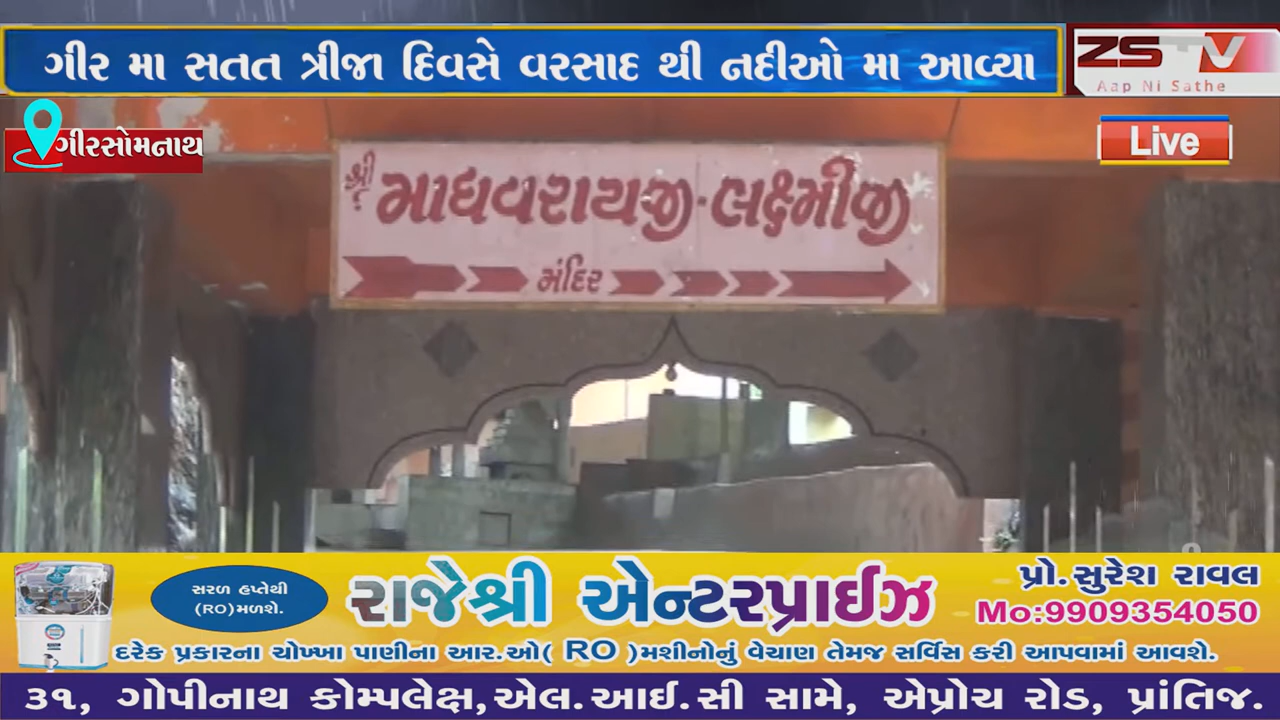 ગીર મા સતત ત્રીજા દિવસે વરસાદ થી નદીઓ મા આવ્યા
ZS TV
Aap Ni Sathe
ગીરસોમનાથ
Live
શ્રી માધવરાયજી-લક્ષ્મીજી
મંદિર
સરળ હપ્તેથી
(RO)મળશે.
રાજેશ્રી એન્ટરપ્રાઈઝ
પ્રો.સુરેશ રાવલ
Mo:9909354050
દરેક પ્રકારના ચોખ્ખા પાણીના આર.ઓ( RO )મશીનોનું વેચાણ તેમજ સર્વિસ કરી આપવામાં આવશે.
૩૧, ગોપીનાથ કોમ્પલેક્ષ,એલ.આઈ.સી સામે, એપ્રોચ રોડ, પ્રાંતિજ.